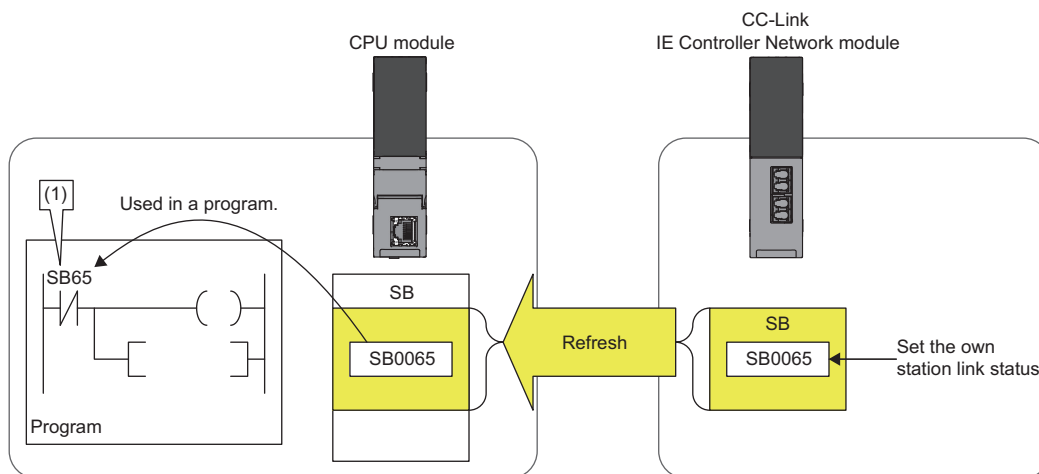 CC-Link
IE Controller Network module
CPU module
(1)
Used in a program.
SB65
SB
SB0065
Program
Refresh
SB
SB0065
Set the own
station link status